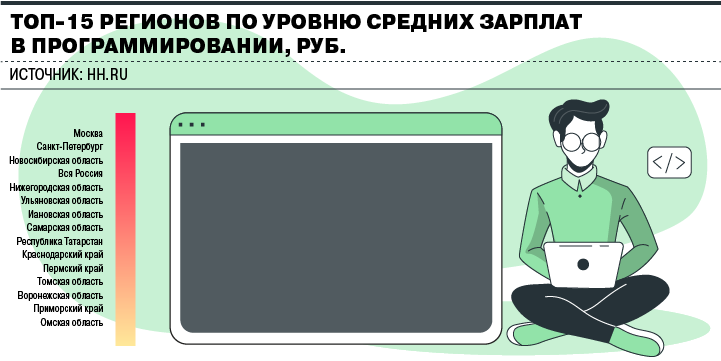 ТОП-15 РЕГИОНОВ ПО УРОВНЮ СРЕДНИХ ЗАРПЛАТ
В ПРОГРАММИРОВАНИИ, РУБ.
ИСТОЧНИК: HH.RU
Москва
Санкт-Петербург
Новосибирская область
Вся Россия
Нижегородская область
Ульяновская область
Иановская область
Самарская область
Республика Татарстан
Краснодарский край
Пермский край
Томская область
Воронежская область
Приморский край
Омская область
</>